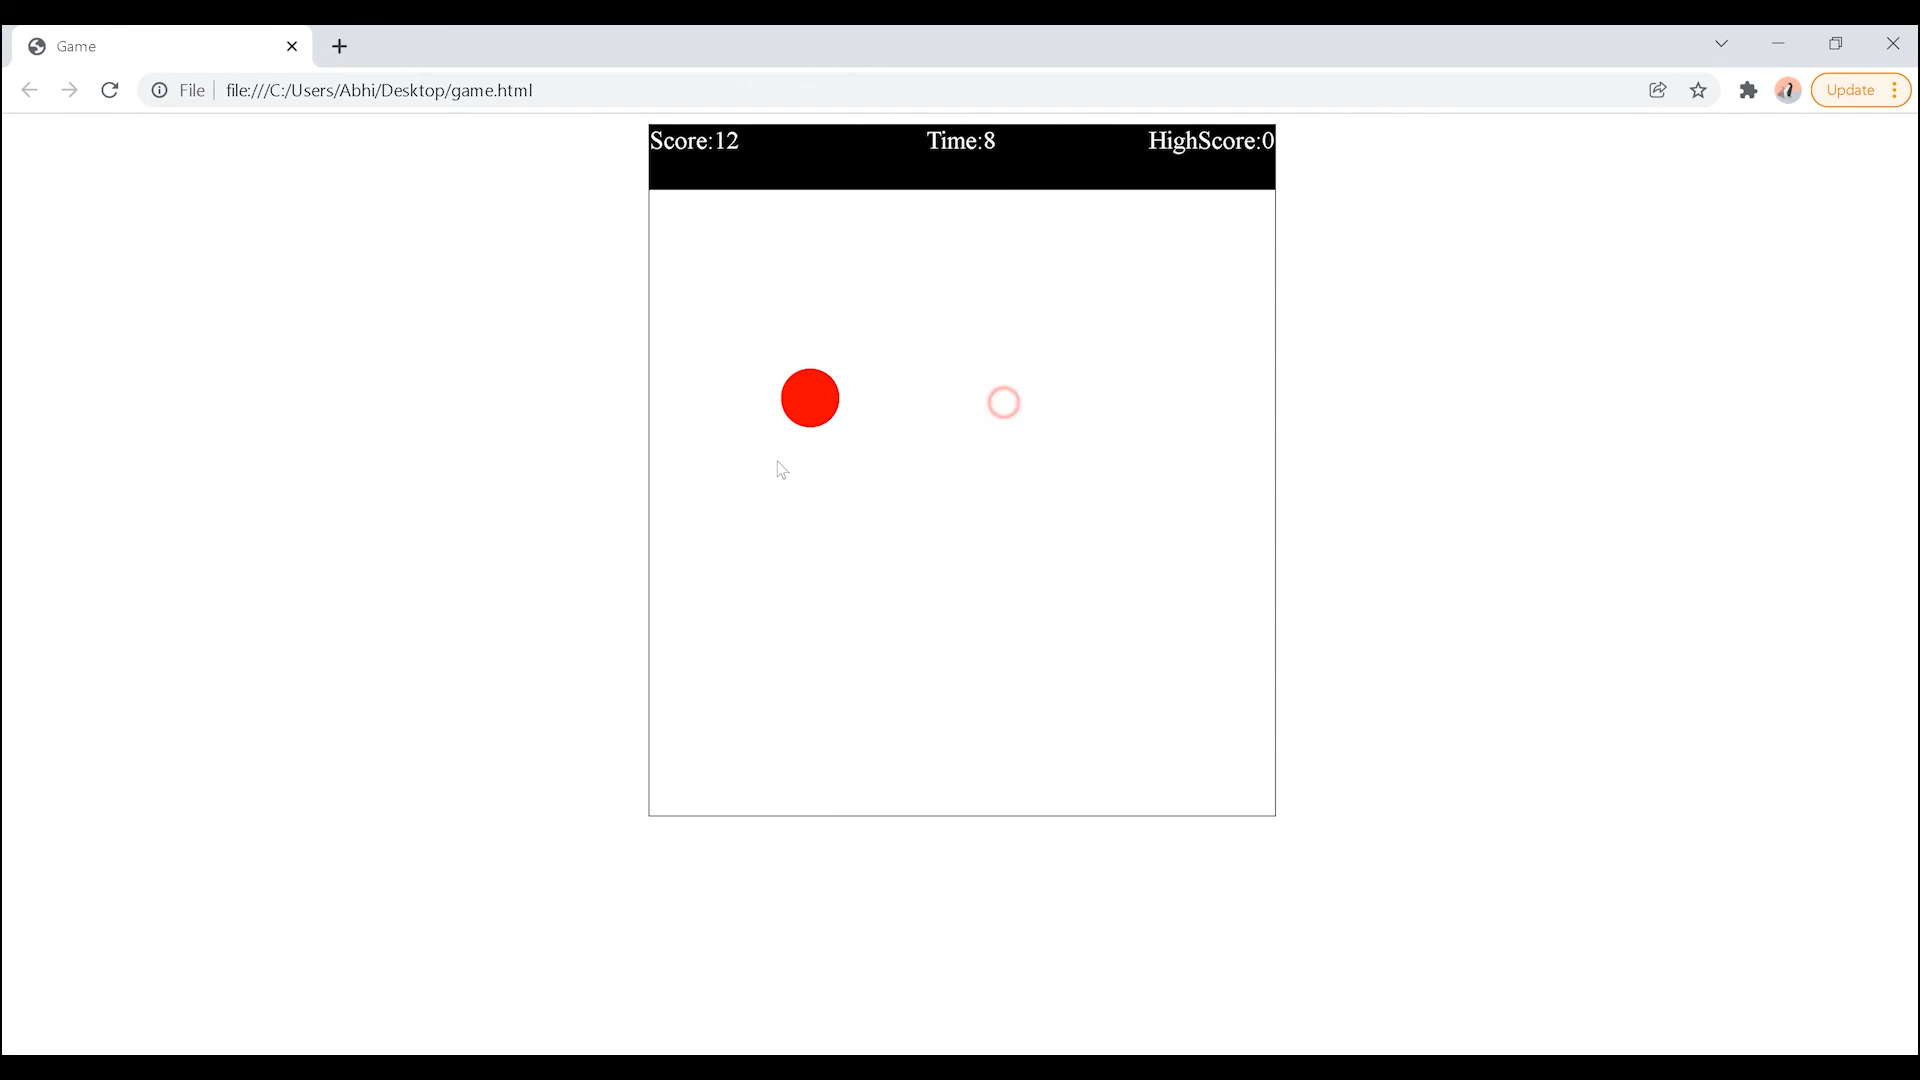 Game
File
file:///C:/Users/Abhi/Desktop/game.html
Update
Score:12 Time:8 HighScore:0